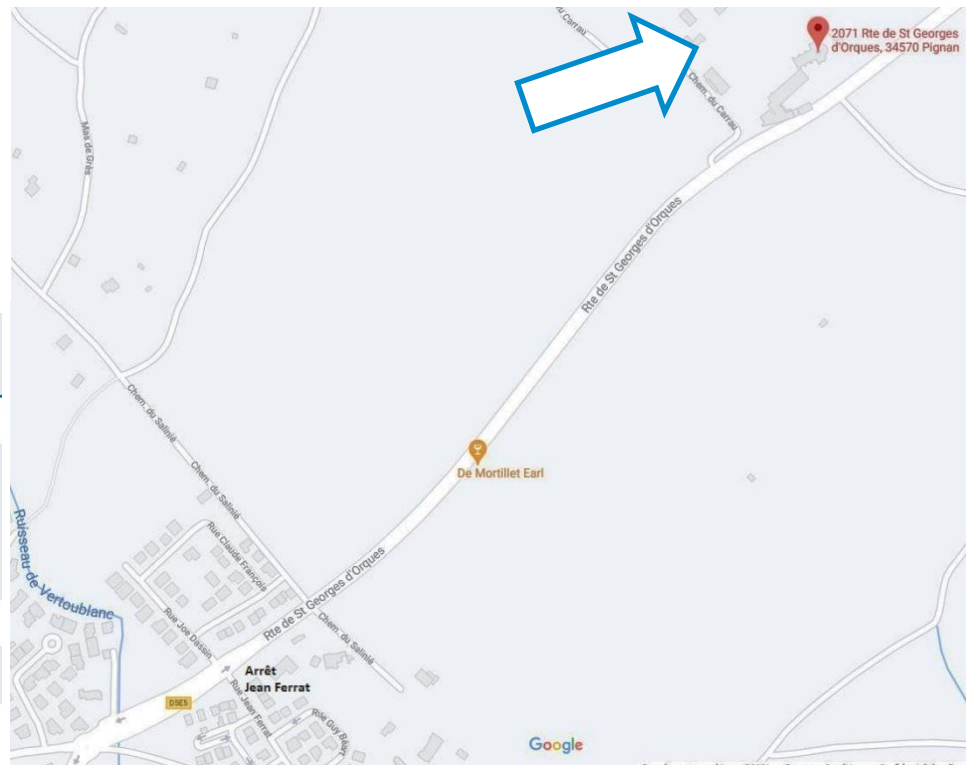 Carrau
2071 Rte de St Georges
d'Orques, 34570 Pignan
Chem. du Carrau
Mas de Grès
Rte de St Georges d'Orques
De Mortillet Earl
Chem. du Salinié
Chem. du Salinié
Rue Claude François
Ruisseau de Vertoublanc
Rte de St Georges d'Orques
Chem. du Salinié
Rue Joe Dassin
Arrêt
Jean Ferrat
D5E5
Rue Jean Ferrat
Rue Guy Béart
Google